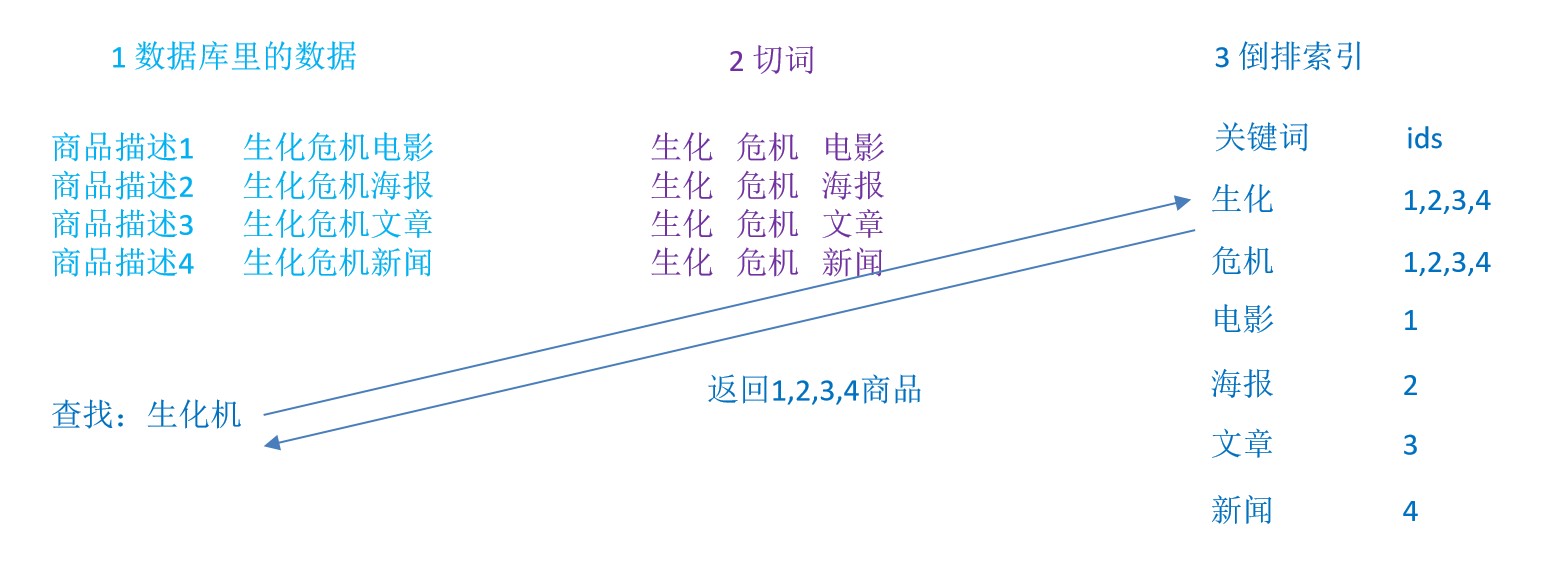 1 数据库里的数据
商品描述1 生化危机电影
商品描述2 生化危机海报
商品描述3 生化危机文章
商品描述4 生化危机新闻
查找：生化机
2 切词
生化 危机 电影
生化 危机 海报
生化 危机 文章
生化 危机 新闻
返回1,2,3,4商品
3 倒排索引
关键词 ids
生化 1,2,3,4
危机 1,2,3,4
电影 1
海报 2
文章 3
新闻 4